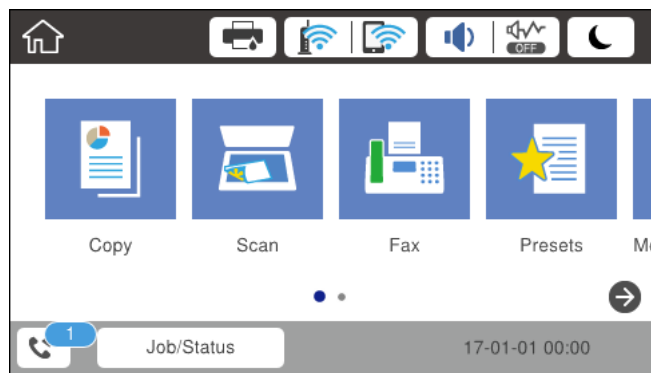 OFF
Copy
Scan
Fax
Presets
1
Job/Status
17-01-01 00:00